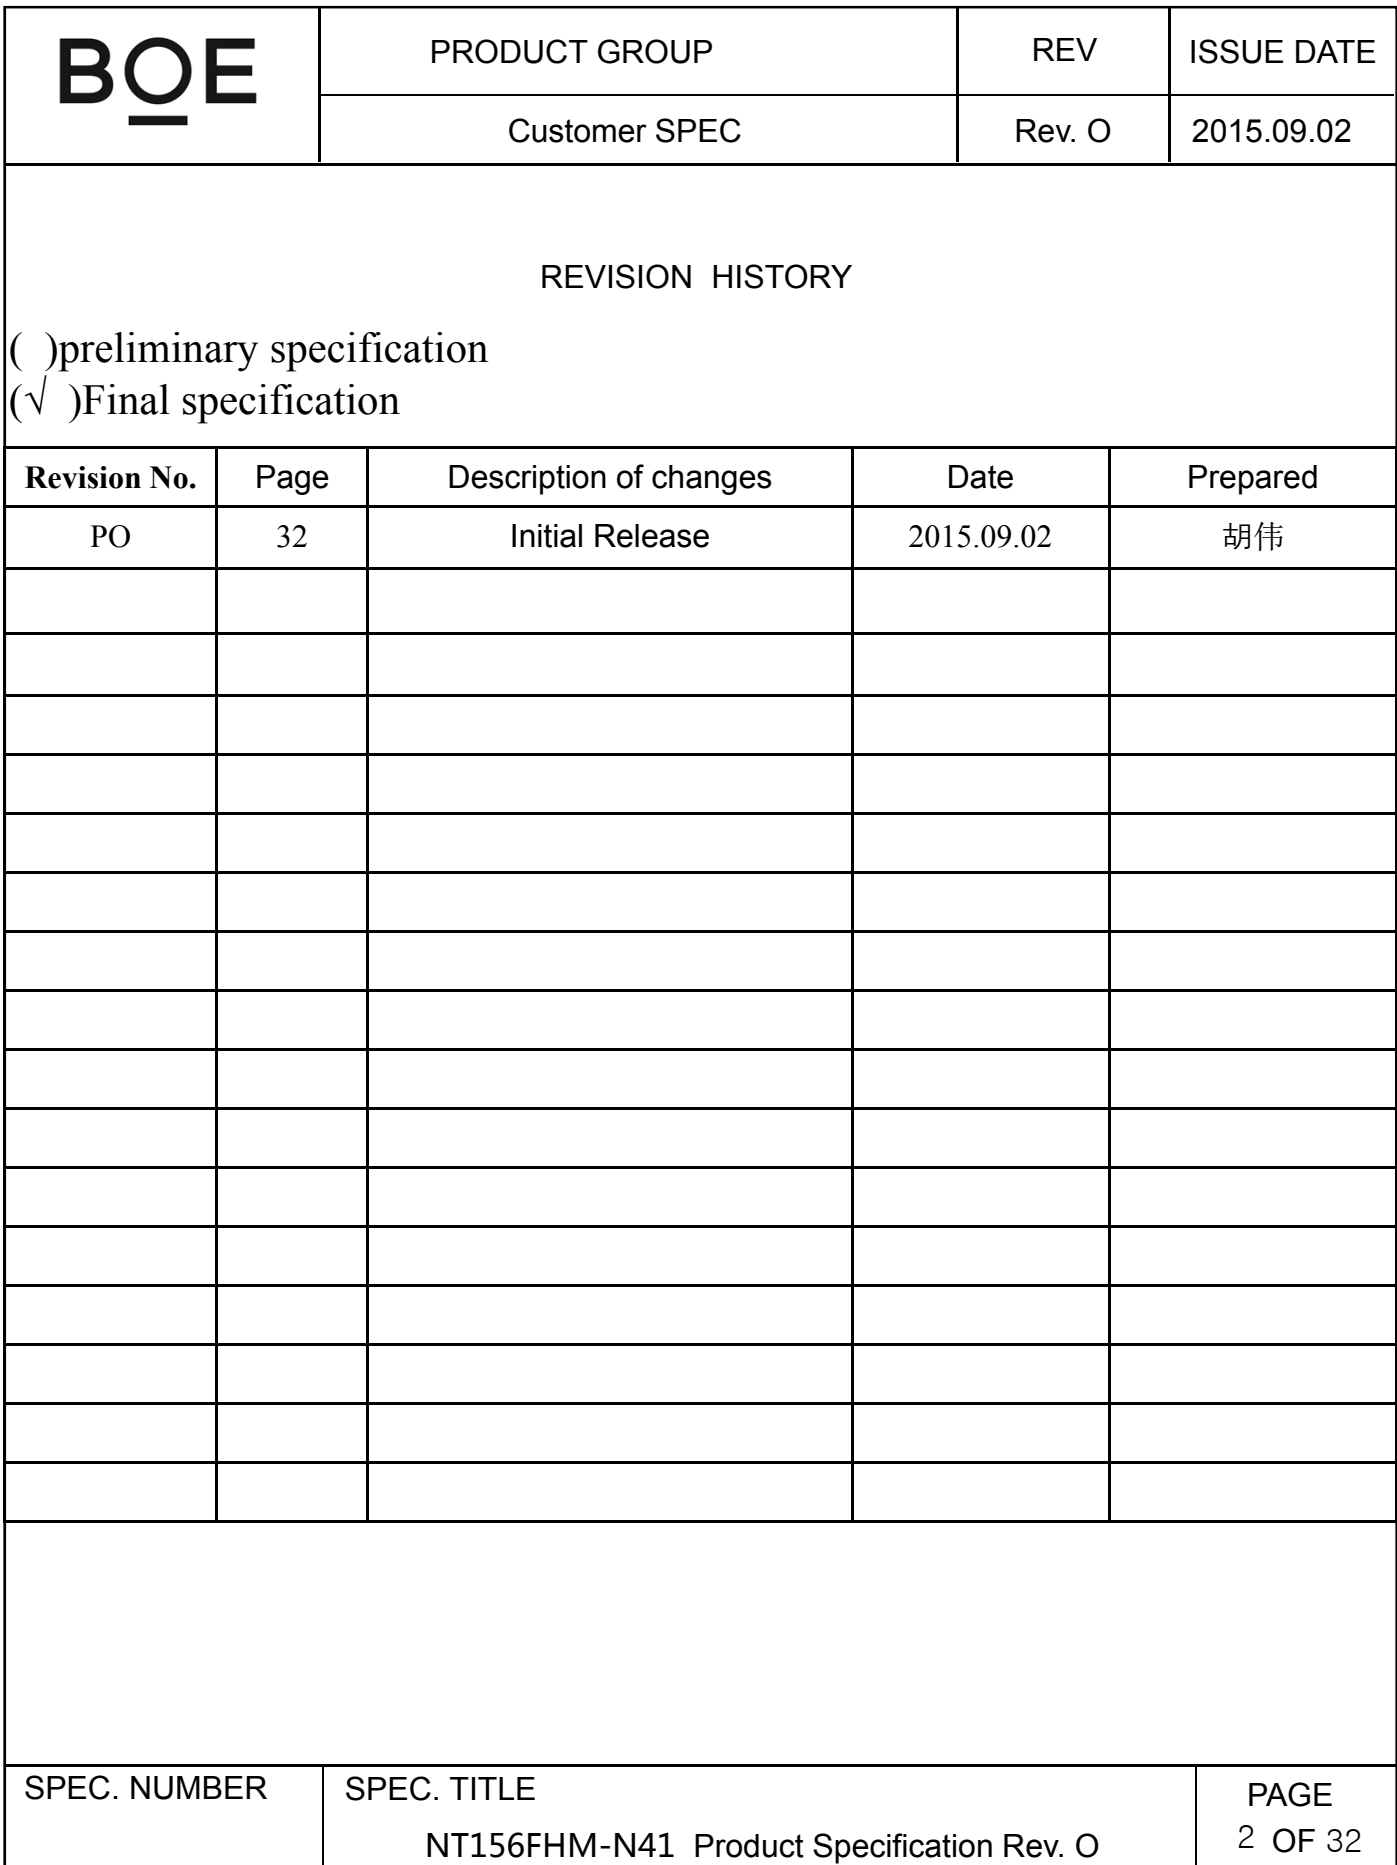 BOE
PRODUCT GROUP
REV
ISSUE DATE
Customer SPEC
Rev. O
2015.09.02
REVISION HISTORY
( )preliminary specification
(√ )Final specification
Revision No. Page Description of changes Date Prepared
PO 32 Initial Release 2015.09.02 胡伟
SPEC. NUMBER
SPEC. TITLE
NT156FHM-N41 Product Specification Rev. O
PAGE
2 OF 32